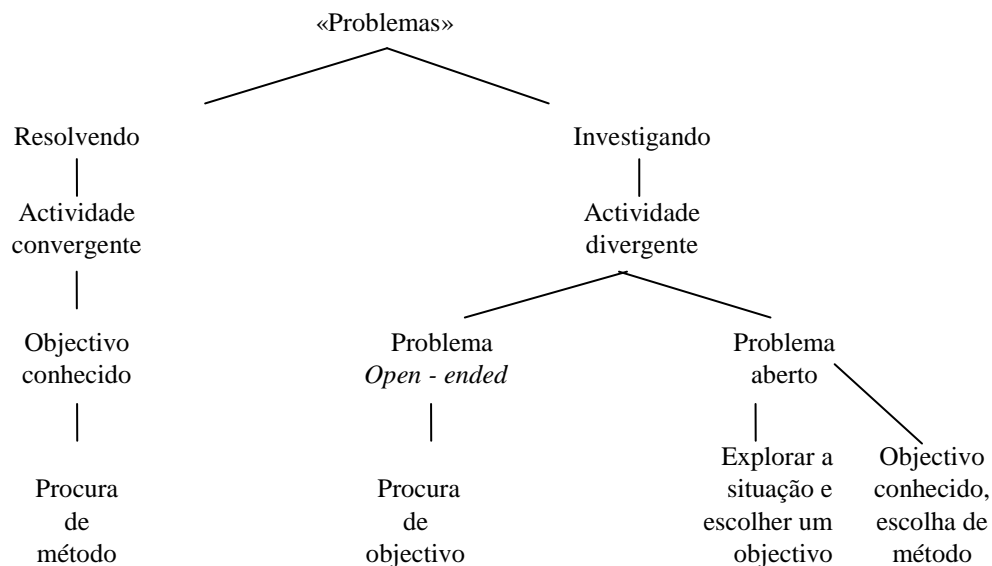 «Problemas»
Resolvendo
Investigando
Actividade
convergente
Actividade
divergente
Objectivo
conhecido
Problema
Open - ended
Problema
aberto
Procura
de
método
Procura
de
objectivo
Explorar a
situação e
escolher um
objectivo
Objectivo
conhecido,
escolha de
método